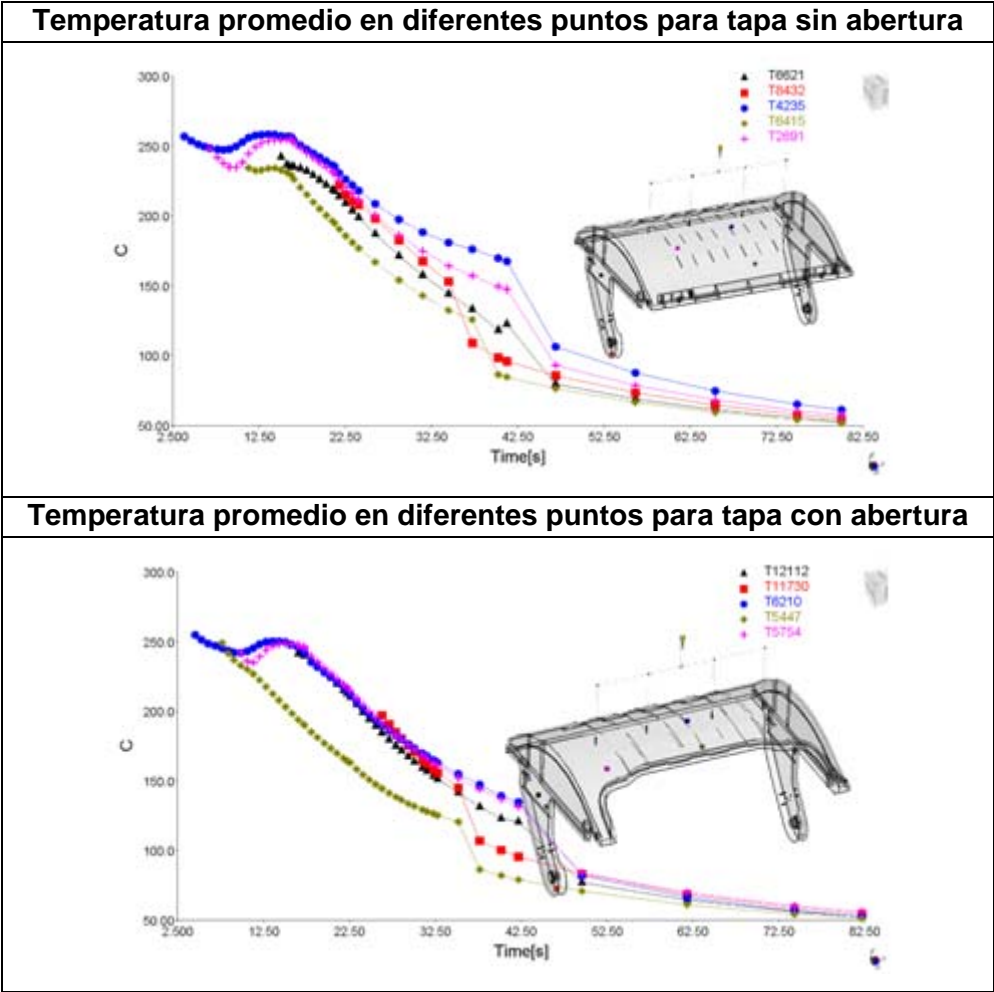 Temperatura promedio en diferentes puntos para tapa sin abertura
300.0
T6621
T8432
T4235
T6415
T2691
250.0
200.0
C
150.0
100.0
50.00
2.500 12.50 22.50 32.50 42.50 52.50 62.50 72.50 82.50
Time[s]
Temperatura promedio en diferentes puntos para tapa con abertura
300.0
T12112
T11730
T6210
T5447
T5754
250.0
200.0
C
150.0
100.0
50.00
2.500 12.50 22.50 32.50 42.50 52.50 62.50 72.50 82.50
Time[s]